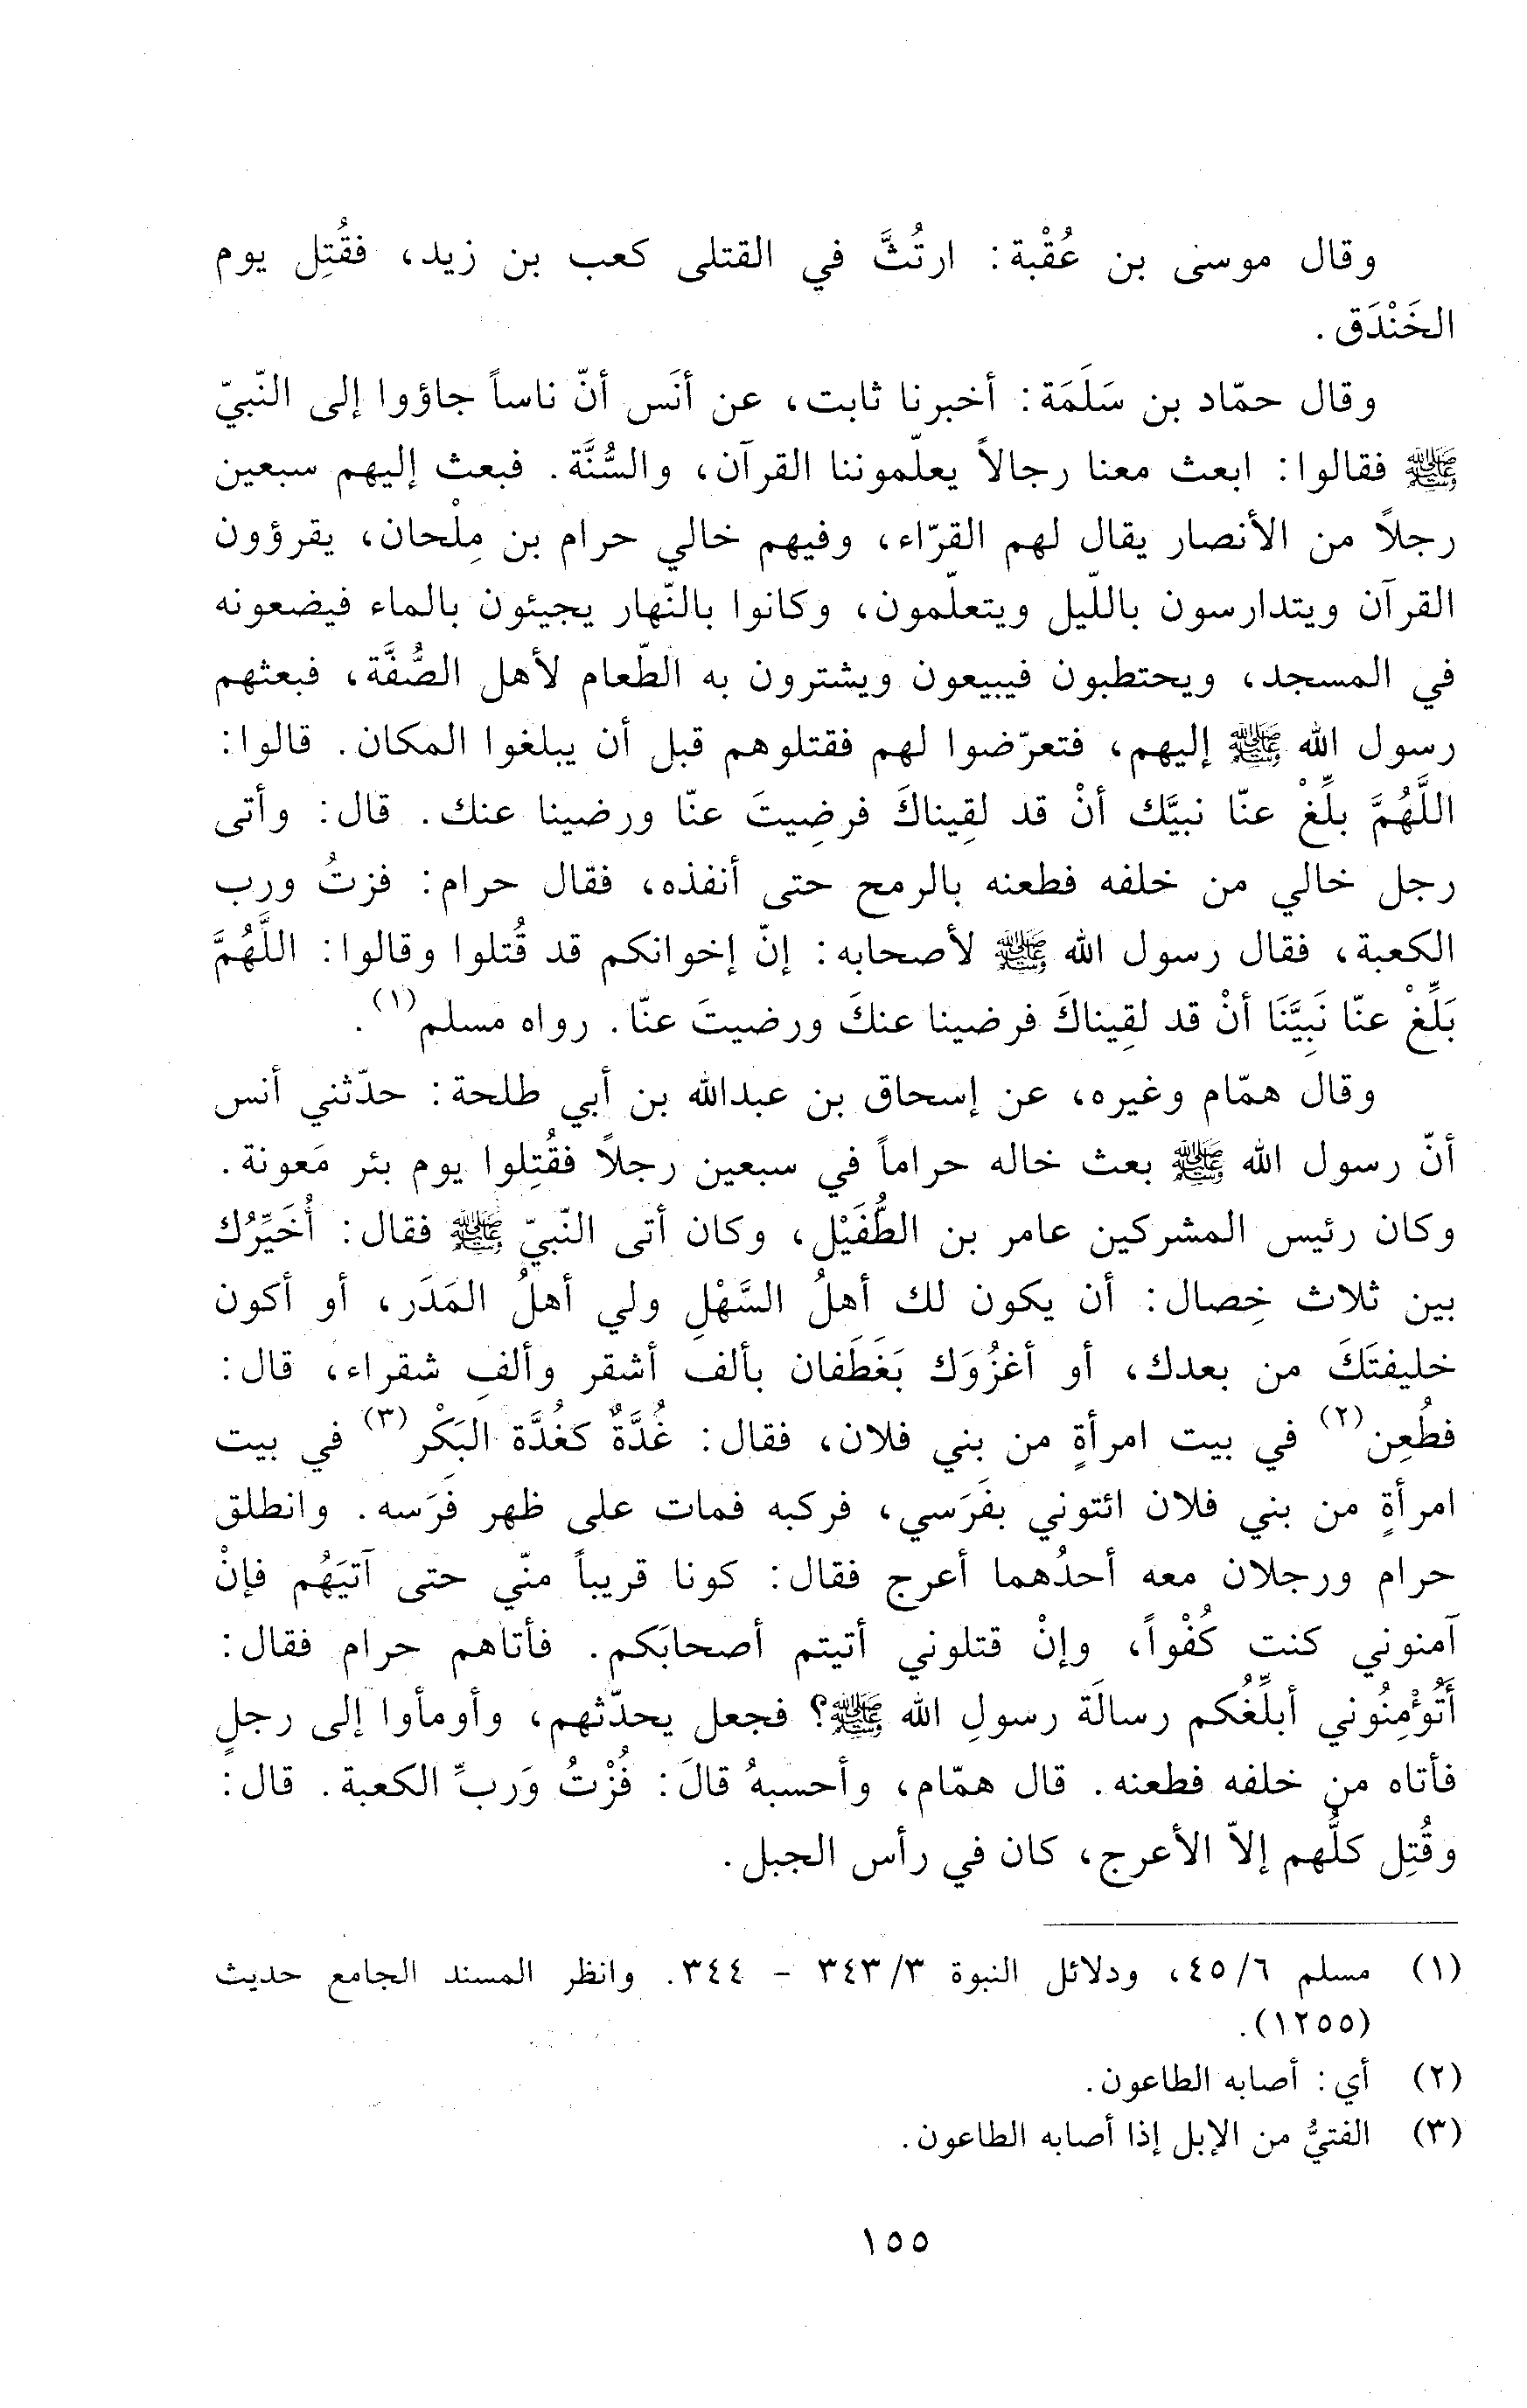 وقال موسى بن عُقْبة: ارتُثَّ في القتلى كعب بن زيد، فقُتِل يوم
الخَنْدَق.
وقال حمّاد بن سَلَمَة: أخبرنا ثابت، عن أنَس أنّ ناساً جاؤوا إلى النّبيّ
ﷺ فقالوا: ابعث معنا رجالاً يعلّموننا القرآن، والسُّنَّة. فبعث إليهم سبعين
رجلاً من الأنصار يقال لهم القرّاء، وفيهم خالي حرام بن مِلْحان، يقرؤون
القرآن ويتدارسون باللّيل ويتعلّمون، وكانوا بالنّهار يجيئون بالماء فيضعونه
في المسجد، ويحتطبون فيبيعون ويشترون به الطّعام لأهل الصُّفَّة، فبعثهم
رسول الله ﷺ إليهم، فتعرّضوا لهم فقتلوهم قبل أن يبلغوا المكان. قالوا:
اللَّهُمَّ بلِّغْ عنّا نبيَّك أنْ قد لقِيناكَ فرضِيتَ عنّا ورضينا عنك. قال: وأتى
رجل خالي من خلفه فطعنه بالرمح حتى أنفذه، فقال حرام: فزتُ ورب
الكعبة، فقال رسول الله ﷺ لأصحابه: إنّ إخوانكم قد قُتلوا وقالوا: اللَّهُمَّ
بَلِّغْ عنّا نَبِيَّنَا أنْ قد لقِيناكَ فرضينا عنكَ ورضيتَ عنّا. رواه مسلم(١).
وقال همّام وغيره، عن إسحاق بن عبدالله بن أبي طلحة: حدّثني أنس
أنّ رسول الله ﷺ بعث خاله حراماً في سبعين رجلاً فقُتِلوا يوم بئر مَعونة.
وكان رئيس المشركين عامر بن الطُّفَيْل، وكان أتى النّبيّ ﷺ فقال: أُخَيِّرُك
بين ثلاث خِصال: أن يكون لك أهلُ السَّهْلِ ولي أهلُ المَدَر، أو أكون
خليفتَكَ من بعدك، أو أغزُوَك بَغَطَفان بألف أشقر وألفِ شقراء، قال:
فطُعِن(٢) في بيت امرأةٍ من بني فلان، فقال: غُدَّةٌ كغُدَّة البَكْر(٣) في بيت
امرأةٍ من بني فلان ائتوني بفَرَسي، فركبه فمات على ظهر فَرَسه. وانطلق
حرام ورجلان معه أحدُهما أعرج فقال: كونا قريباً منّي حتى آتيَهُم فإنْ
آمنوني كنت كُفْواً، وإنْ قتلوني أتيتم أصحابَكم. فأتاهم حرام فقال:
أَتُؤْمِنُوني أبلِّغُكم رسالَة رسولِ الله ﷺ؟ فجعل يحدّثهم، وأومأوا إلى رجلٍ
فأتاه من خلفه فطعنه. قال همّام، وأحسبهُ قالَ: فُزْتُ وَربِّ الكعبة. قال:
وقُتِل كلُّهم إلاّ الأعرج، كان في رأس الجبل.
(١) مسلم ٤٥/٦، ودلائل النبوة ٣٤٣/٣ - ٣٤٤. وانظر المسند الجامع حديث
(١٢٥٥).
(٢) أي: أصابه الطاعون.
(٣) الفتيُّ من الإبل إذا أصابه الطاعون.
١٥٥